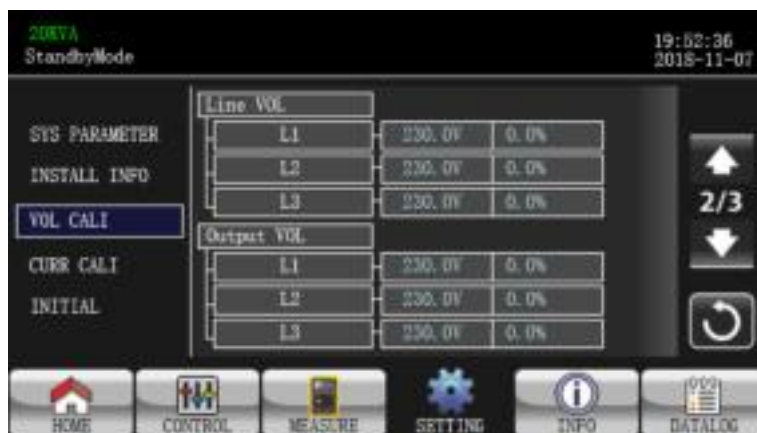 20KVA
StandbyMode
19:52:36
2018-11-07
SYS PARAMETER
INSTALL INFO
VOL CALI
CURR CALI
INITIAL
Line VOL
L1 230.0V 0.0%
L2 230.0V 0.0%
L3 230.0V 0.0%
Output VOL
L1 230.0V 0.0%
L2 230.0V 0.0%
L3 230.0V 0.0%
2/3
HOME CONTROL MEASURE SETTING INFO DATALOG